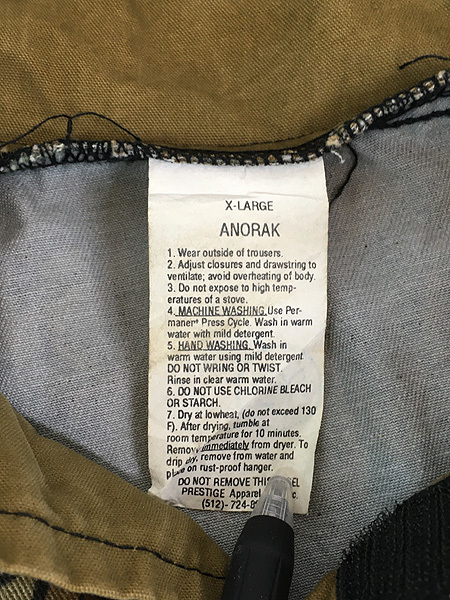 X-LARGE
ANORAK
1. Wear outside of trousers.
2. Adjust closures and drawstring to
ventilate; avoid overheating of body.
3. Do not expose to high temp-
eratures of a stove.
4. MACHINE WASHING. Use Per-
manent Press Cycle. Wash in warm
water with mild detergent.
5. HAND WASHING. Wash in
warm water using mild detergent
DO NOT WRING OR TWIST.
Rinse in clear warm water.
6. DO NOT USE CHLORINE BLEACH
OR STARCH.
7. Dry at lowheat, (do not exceed 130
F). After drying, tumble at
room temperature for 10 minutes.
Remove immediately from dryer. To
drip dry, remove from water and
place on rust-proof hanger.
DO NOT REMOVE THIS
PRESTIGE Apparel
(512)-724-